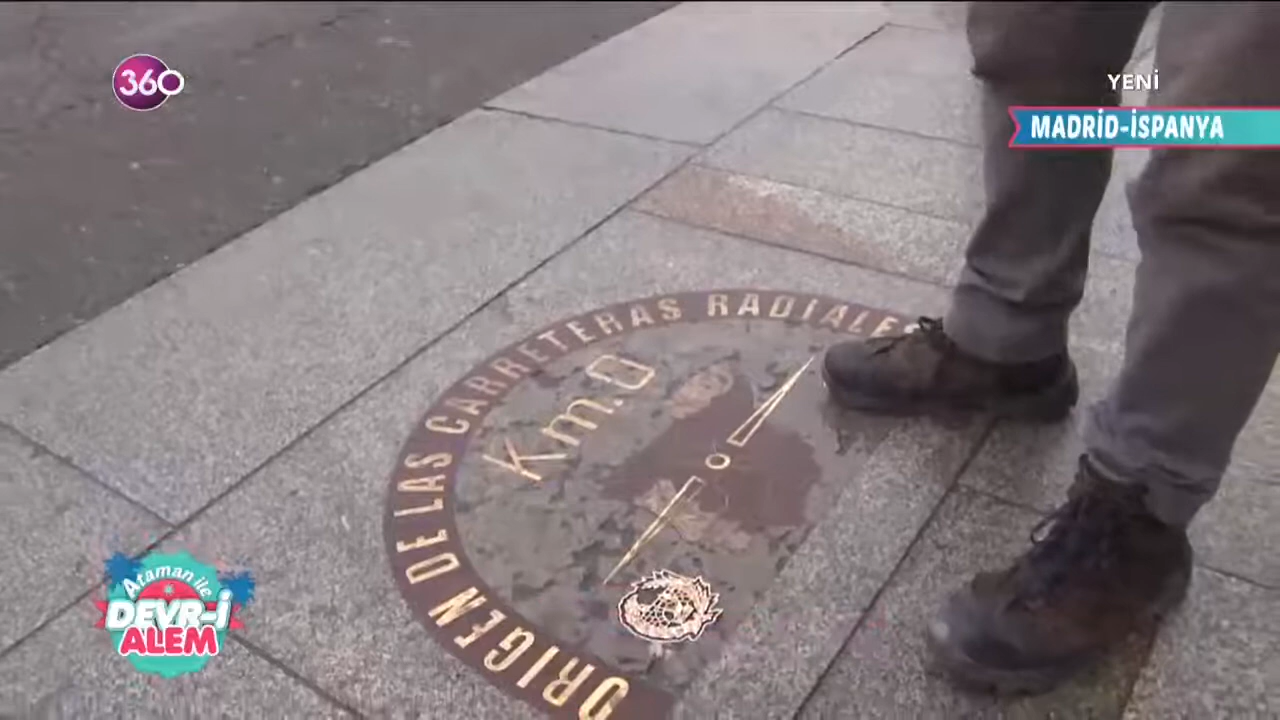 360
YENİ
MADRİD-İSPANYA
ORIGEN DE LAS CARRETERAS RADIALES
Km.0
Ataman ile
DEVR-İ
ALEM